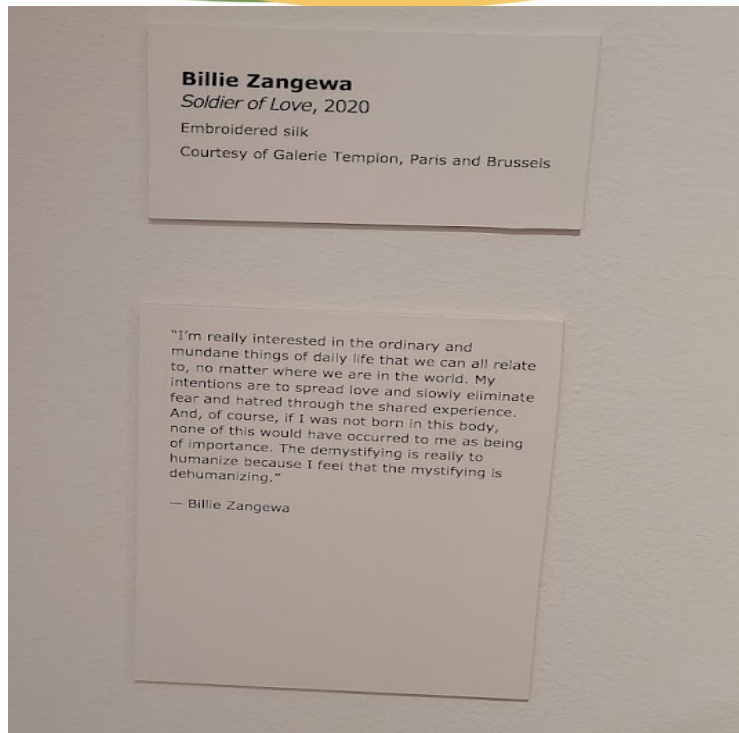 Billie Zangewa
Soldier of Love, 2020
Embroidered silk
Courtesy of Galerie Templon, Paris and Brussels
"I'm really interested in the ordinary and
mundane things of daily life that we can all relate
to, no matter where we are in the world. My
intentions are to spread love and slowly eliminate
fear and hatred through the shared experience.
And, of course, if I was not born in this body,
none of this would have occurred to me as being
of importance. The demystifying is really to
humanize because I feel that the mystifying is
dehumanizing."
— Billie Zangewa